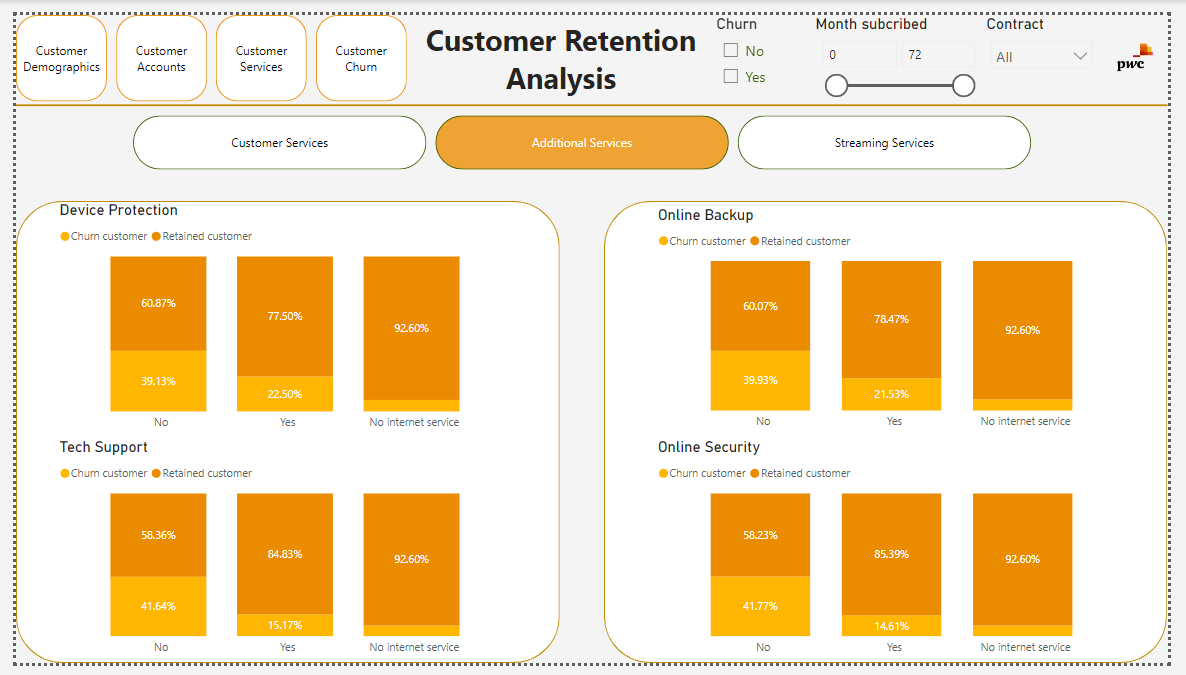 Customer
Demographics
Customer
Accounts
Customer
Services
Customer
Churn
Customer Retention
Analysis
Churn
No
Yes
Month subcribed
0
72
Contract
All
pwc
Customer Services
Additional Services
Streaming Services
Device Protection
Churn customer Retained customer
60.87%
77.50%
92.60%
39.13%
22.50%
No
Yes
No internet service
Tech Support
Churn customer Retained customer
58.36%
84.83%
92.60%
41.64%
15.17%
No
Yes
No internet service
Online Backup
Churn customer Retained customer
60.07%
78.47%
92.60%
39.93%
21.53%
No
Yes
No internet service
Online Security
Churn customer Retained customer
58.23%
85.39%
92.60%
41.77%
14.61%
No
Yes
No internet service